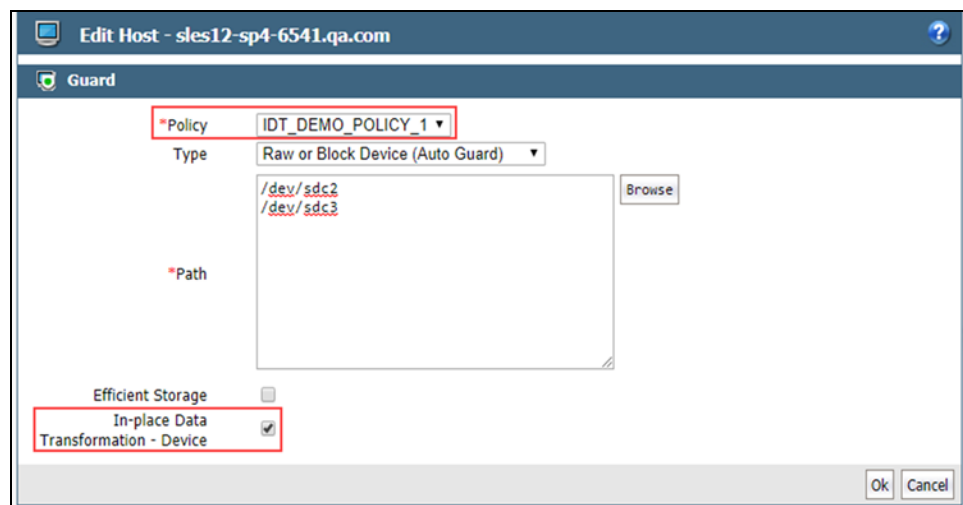 Edit Host - sles12-sp4-6541.qa.com
?
Guard
*Policy IDT_DEMO_POLICY_1
Type Raw or Block Device (Auto Guard)
/dev/sdc2
/dev/sdc3
Browse
*Path
Efficient Storage
In-place Data
Transformation - Device
Ok Cancel